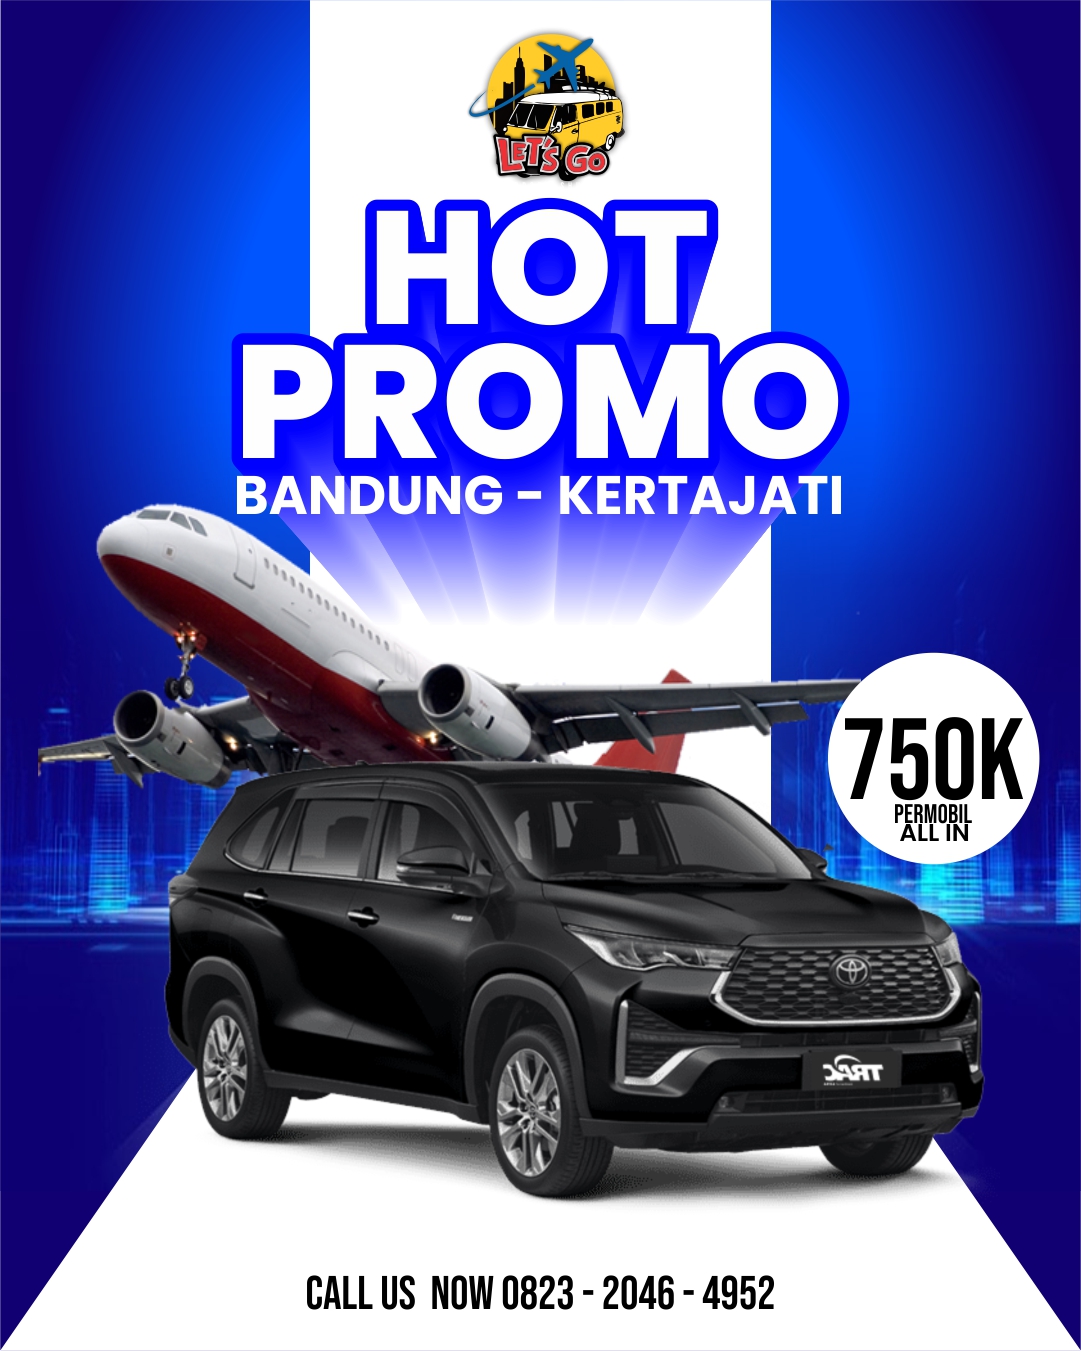 LET'S GO
HOT
PROMO
BANDUNG - KERTAJATI
750K
PERMOBIL
ALL IN
TRAC
CALL US NOW 0823 - 2046 - 4952